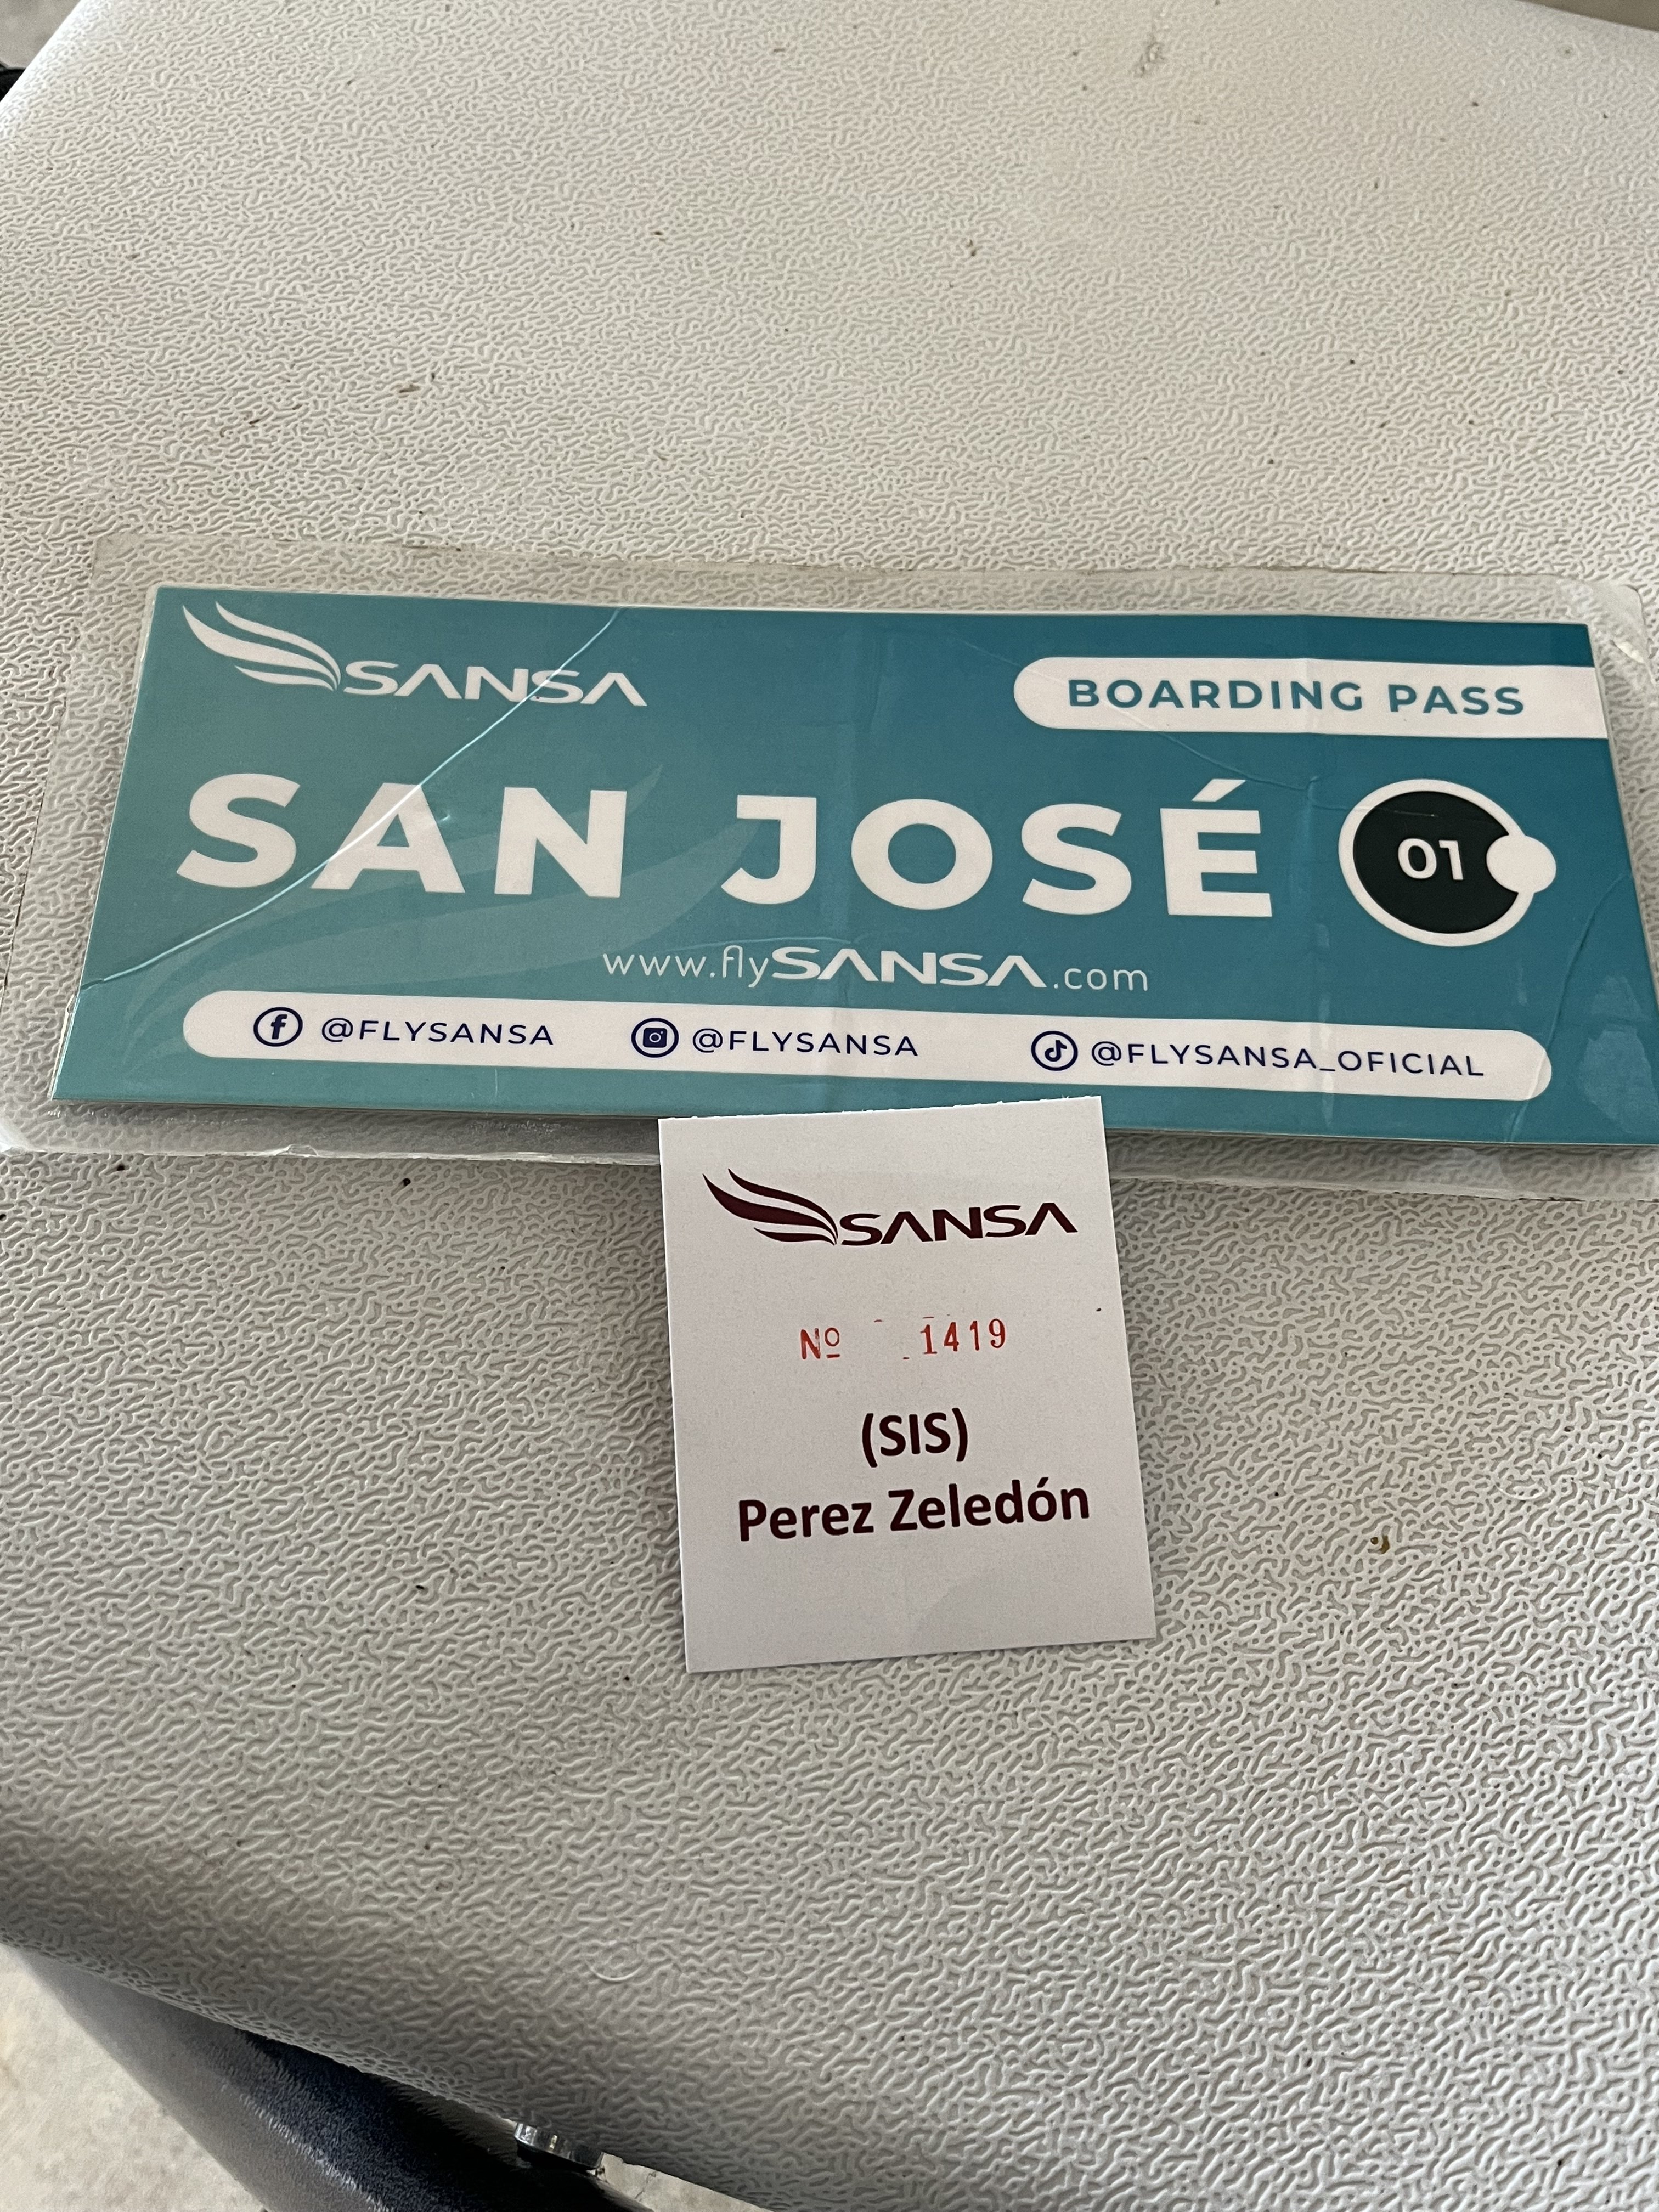 SANSA
BOARDING PASS
SAN JOSÉ
01
www.flySANSA.com
@FLYSANSA @FLYSANSA @FLYSANSA_OFICIAL
SANSA
Nº 1419
(SIS)
Perez Zeledón